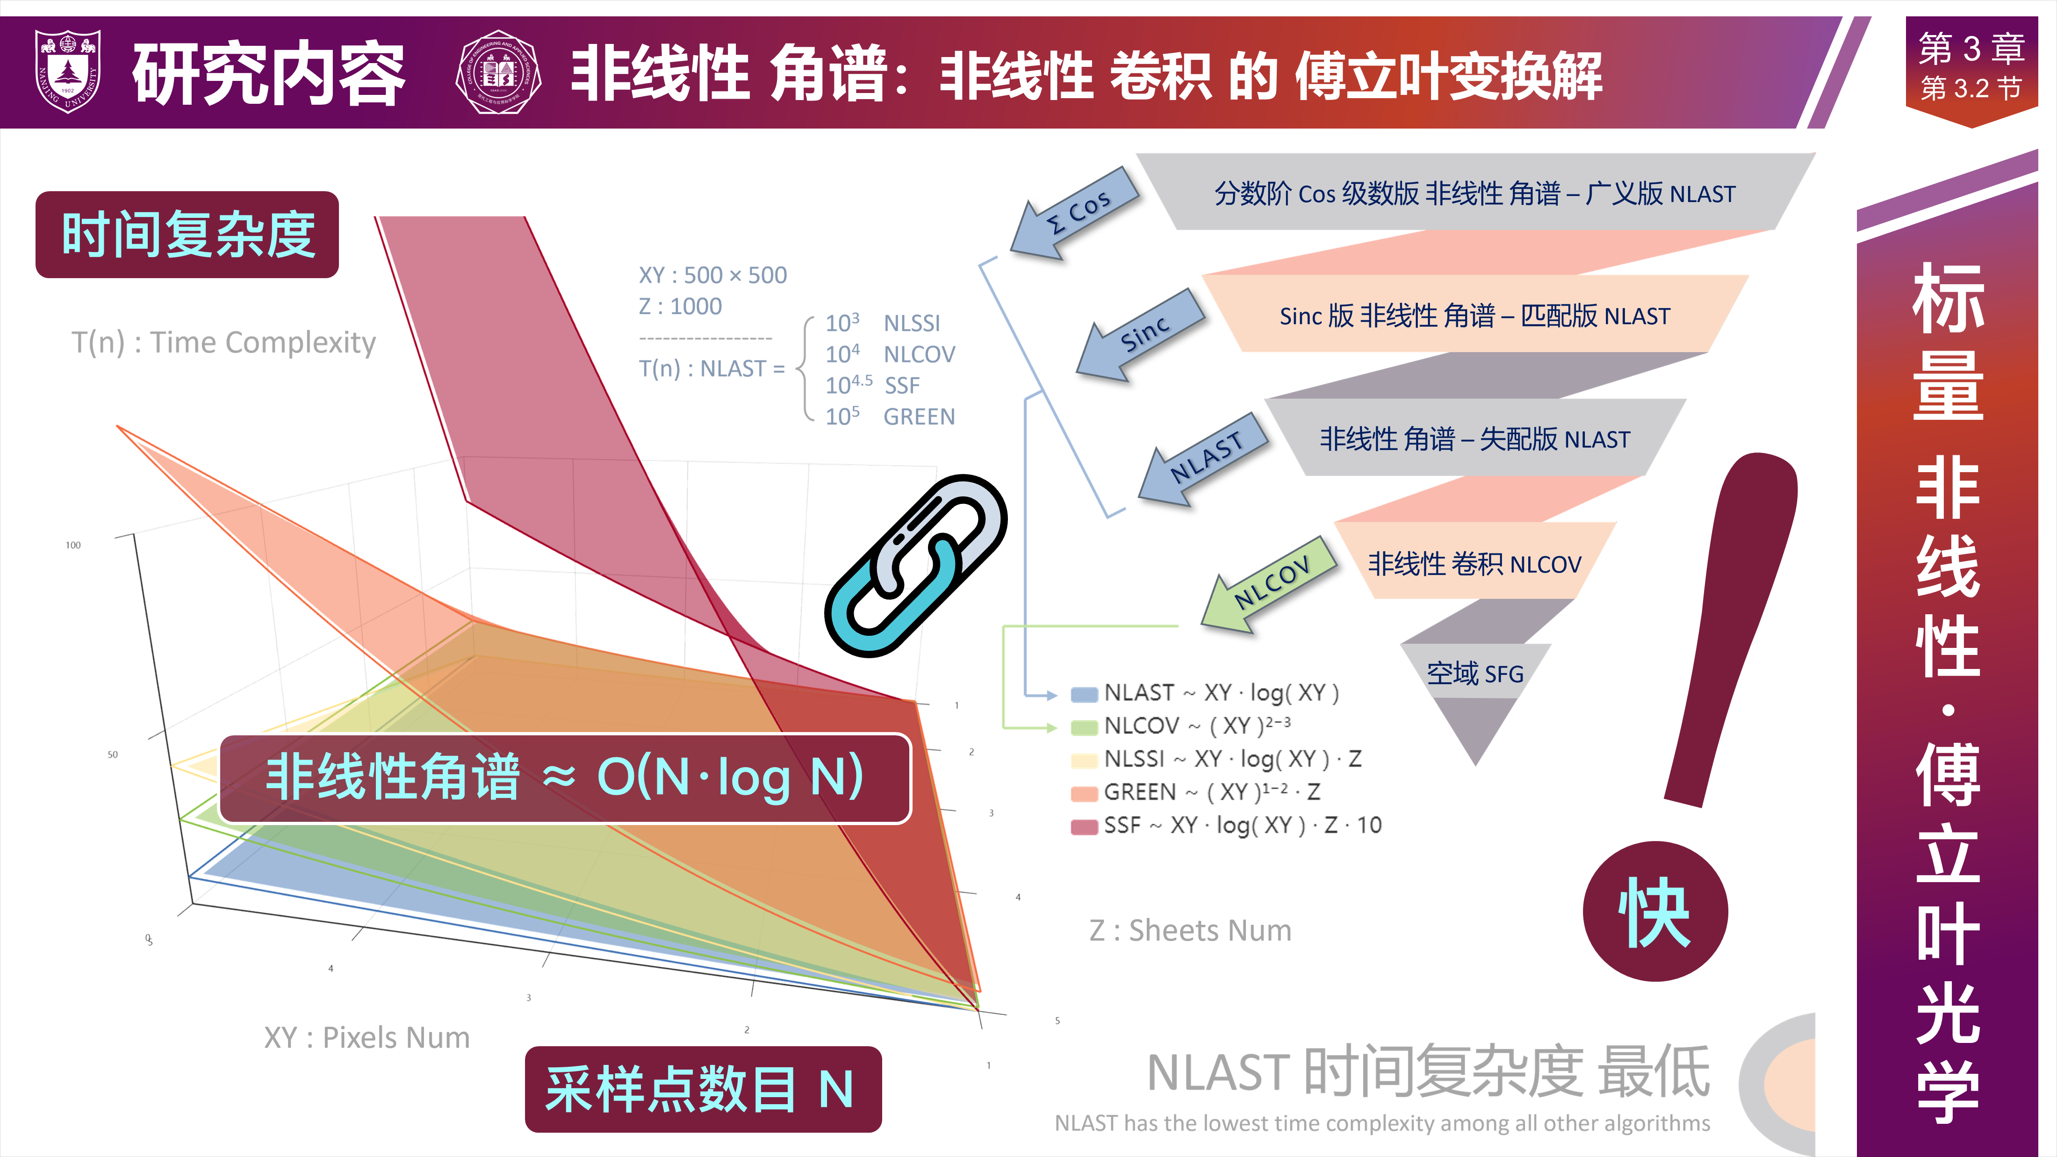 研究内容
非线性 角谱：非线性 卷积 的 傅立叶变换解
第 3 章
第 3.2 节
NANJING UNIVERSITY
1902
时间复杂度
T(n) : Time Complexity
XY : 500 × 500
Z : 1000
-----------------
T(n) : NLAST =
10³ NLSSI
10⁴ NLCOV
10⁴·⁵ SSF
10⁵ GREEN
Σ Cos
Sinc
NLAST
NLCOV
分数阶 Cos 级数版 非线性 角谱 – 广义版 NLAST
Sinc 版 非线性 角谱 – 匹配版 NLAST
非线性 角谱 – 失配版 NLAST
非线性 卷积 NLCOV
空域 SFG
NLAST ~ XY · log( XY )
NLCOV ~ ( XY )²⁻³
NLSSI ~ XY · log( XY ) · Z
GREEN ~ ( XY )¹⁻² · Z
SSF ~ XY · log( XY ) · Z · 10
100
50
0
5
4
3
2
1
1
2
3
4
5
非线性角谱 ≈ O(N·log N)
Z : Sheets Num
XY : Pixels Num
采样点数目 N
快
NLAST 时间复杂度 最低
NLAST has the lowest time complexity among all other algorithms
标量 非线性·傅立叶光学